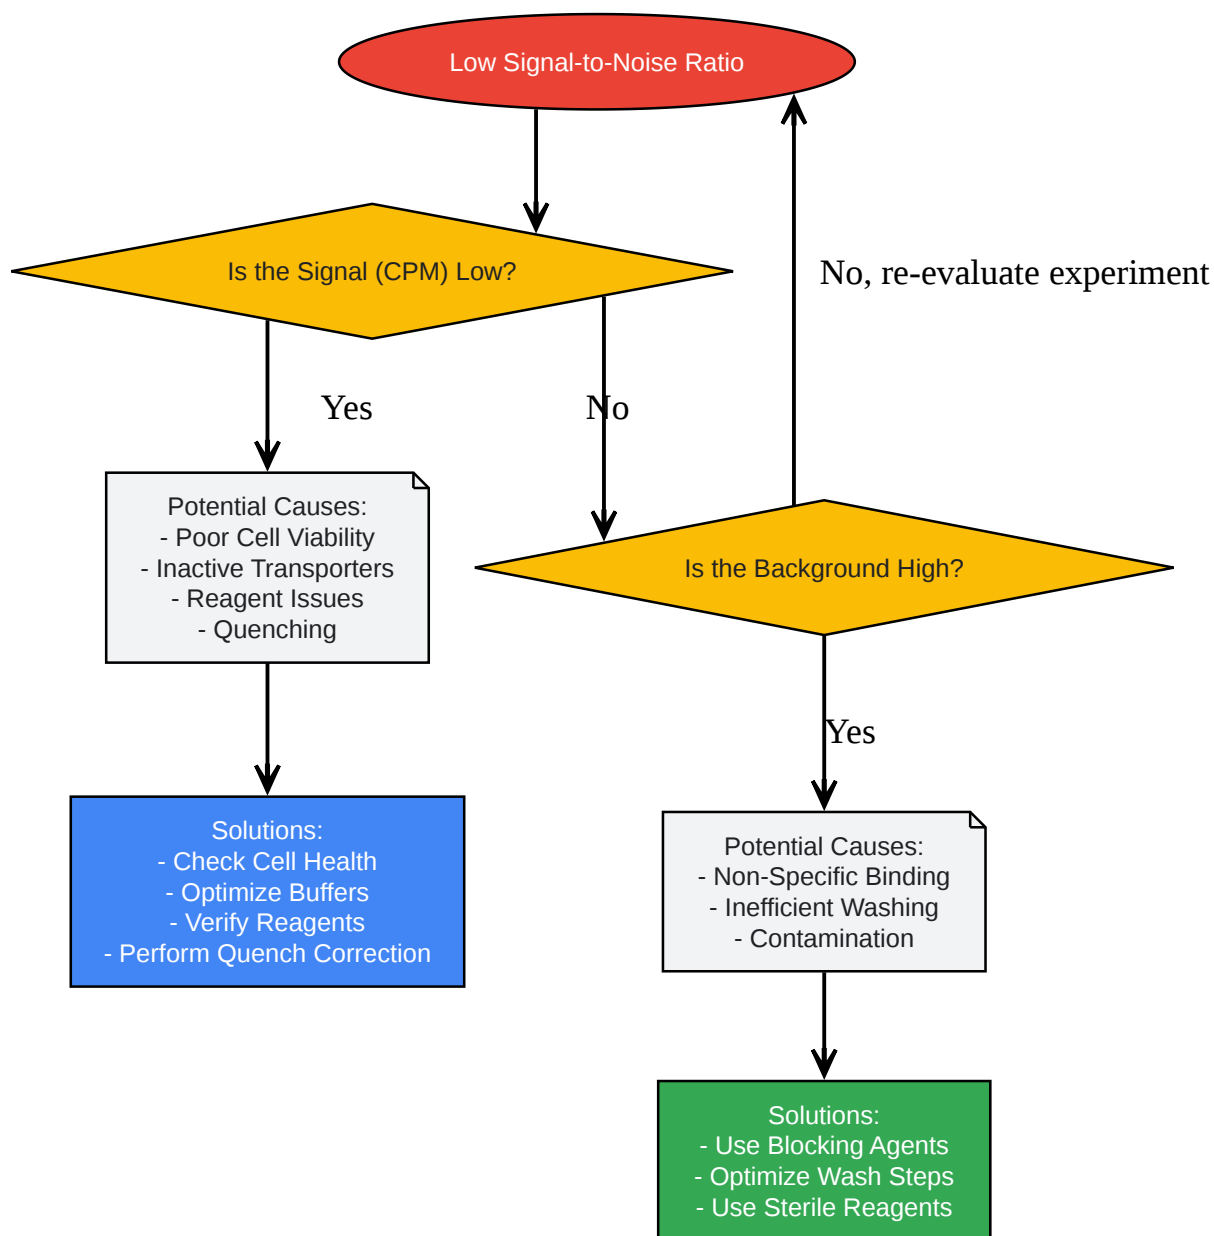 Low Signal-to-Noise Ratio
Is the Signal (CPM) Low?
No, re-evaluate experiment
Yes
No
Potential Causes:
- Poor Cell Viability
- Inactive Transporters
- Reagent Issues
- Quenching
Is the Background High?
Yes
Solutions:
- Check Cell Health
- Optimize Buffers
- Verify Reagents
- Perform Quench Correction
Potential Causes:
- Non-Specific Binding
- Inefficient Washing
- Contamination
Solutions:
- Use Blocking Agents
- Optimize Wash Steps
- Use Sterile Reagents